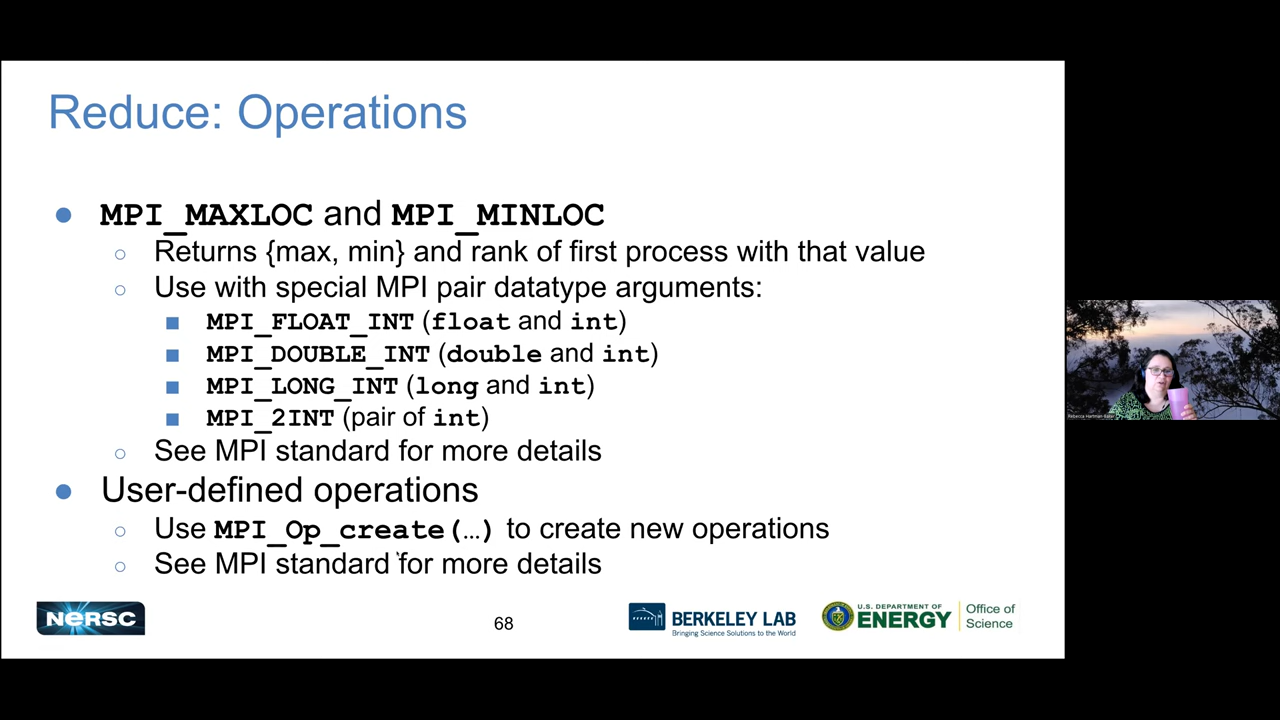 Reduce: Operations
● MPI_MAXLOC and MPI_MINLOC
○ Returns {max, min} and rank of first process with that value
○ Use with special MPI pair datatype arguments:
■ MPI_FLOAT_INT (float and int)
■ MPI_DOUBLE_INT (double and int)
■ MPI_LONG_INT (long and int)
■ MPI_2INT (pair of int)
○ See MPI standard for more details
● User-defined operations
○ Use MPI_Op_create(…) to create new operations
○ See MPI standard for more details
NERSC
68
BERKELEY LAB
Bringing Science Solutions to the World
U.S. DEPARTMENT OF
ENERGY
Office of
Science
Rebecca Hartman-Baker